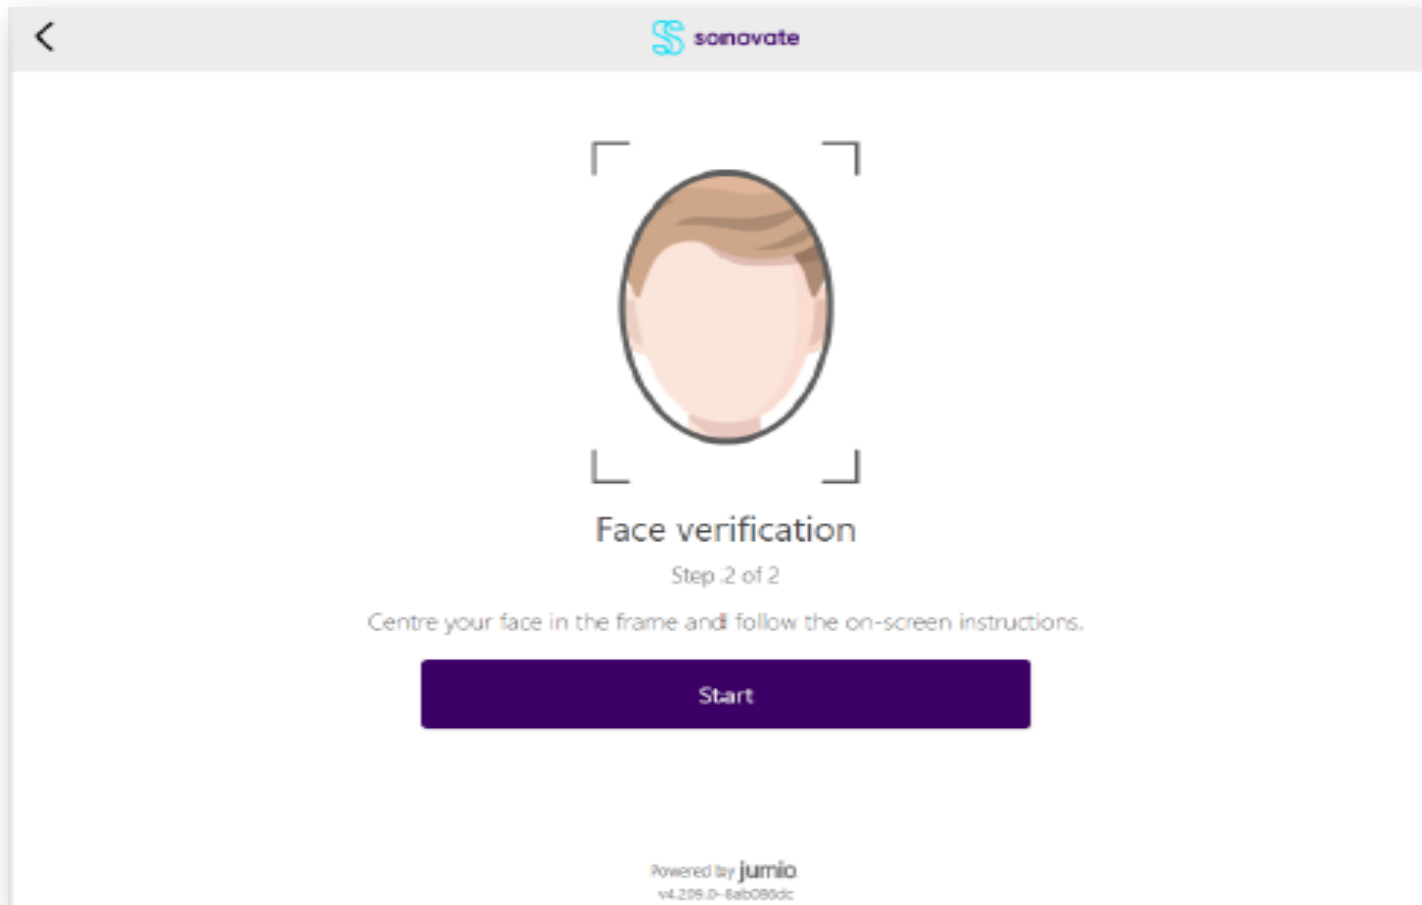 sonovate
Face verification
Step 2 of 2
Centre your face in the frame and follow the on-screen instructions.
Start
Powered by jumio